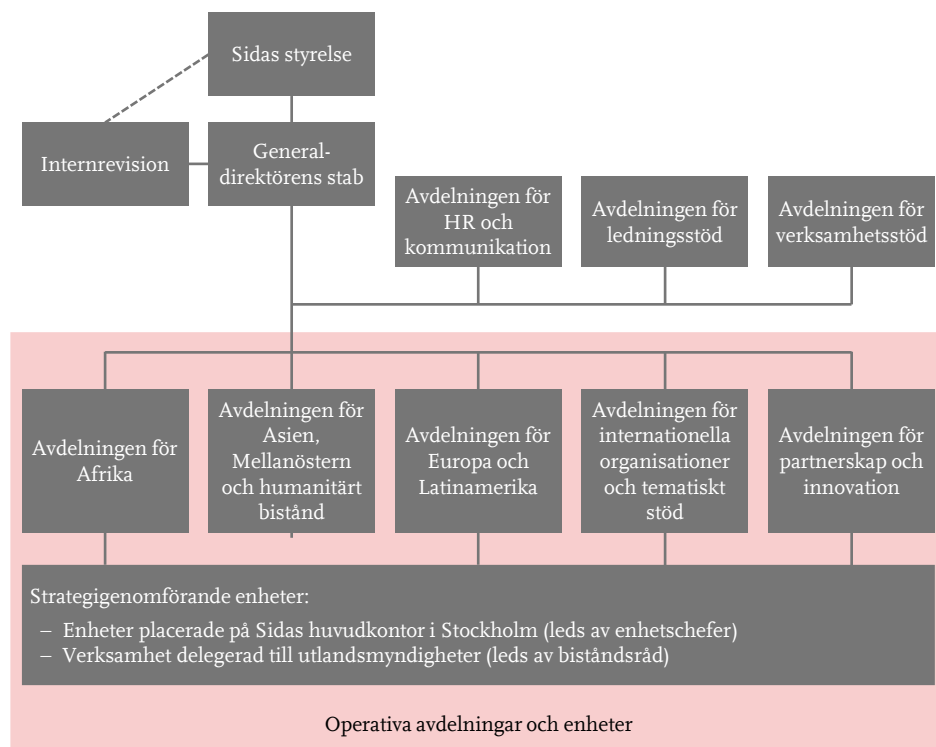 Sidas styrelse
Internrevision
General-
direktörens stab
Avdelningen för
HR och
kommunikation
Avdelningen för
ledningsstöd
Avdelningen för
verksamhetsstöd
Avdelningen för
Afrika
Avdelningen för
Asien,
Mellanöstern
och humanitärt
bistånd
Avdelningen för
Europa och
Latinamerika
Avdelningen för
internationella
organisationer
och tematiskt
stöd
Avdelningen för
partnerskap och
innovation
Strategigenomförande enheter:
– Enheter placerade på Sidas huvudkontor i Stockholm (leds av enhetschefer)
– Verksamhet delegerad till utlandsmyndigheter (leds av biståndsråd)
Operativa avdelningar och enheter